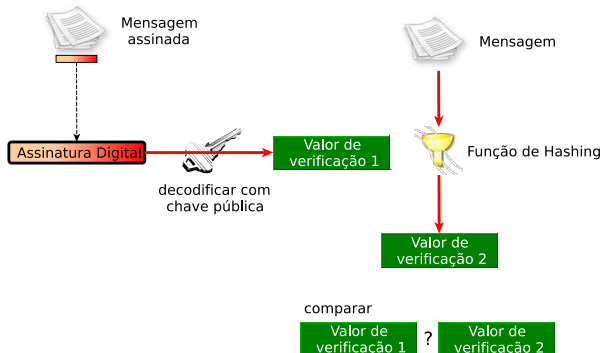 Mensagem
assinada
Assinatura Digital
decodificar com
chave pública
Valor de
verificação 1
Mensagem
Função de Hashing
Valor de
verificação 2
comparar
Valor de
verificação 1
?
Valor de
verificação 2